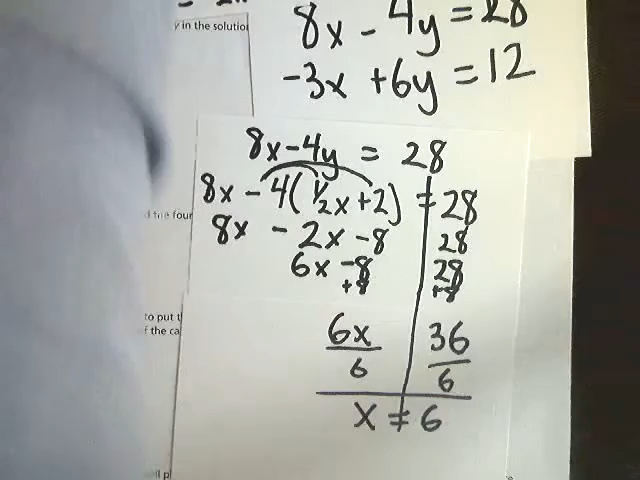 y in the solution
8x - 4y = 28
-3x + 6y = 12
8x - 4y = 28
8x - 4(1/2x + 2) = 28
8x - 2x - 8 28
6x - 8 28
+8 +8
6x 36
6 6
x = 6
d the four
to put t
f the ca